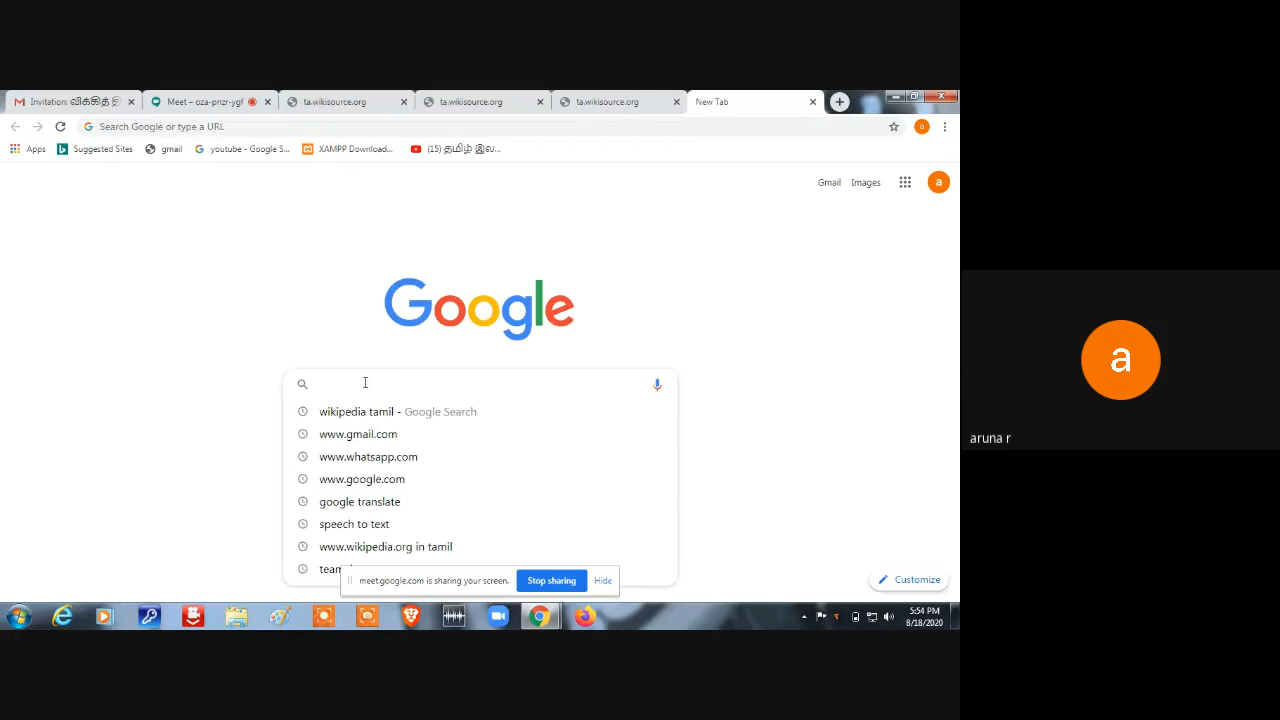 Invitation: விக்கித் தி
Meet – oza-pnzr-ygf
ta.wikisource.org
ta.wikisource.org
ta.wikisource.org
New Tab
Search Google or type a URL
a
Apps
Suggested Sites
gmail
youtube - Google S...
XAMPP Download...
(15) தமிழ் இல...
Gmail
Images
a
Google
wikipedia tamil - Google Search
www.gmail.com
www.whatsapp.com
www.google.com
google translate
speech to text
www.wikipedia.org in tamil
meet.google.com is sharing your screen.
Stop sharing
Hide
Customize
5:54 PM
8/18/2020
a
aruna r